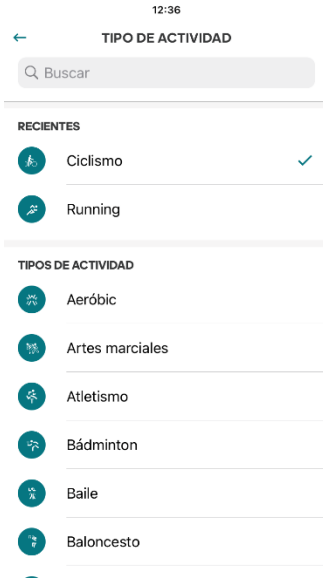 12:36
TIPO DE ACTIVIDAD
Buscar
RECIENTES
Ciclismo
Running
TIPOS DE ACTIVIDAD
Aeróbic
Artes marciales
Atletismo
Bádminton
Baile
Baloncesto